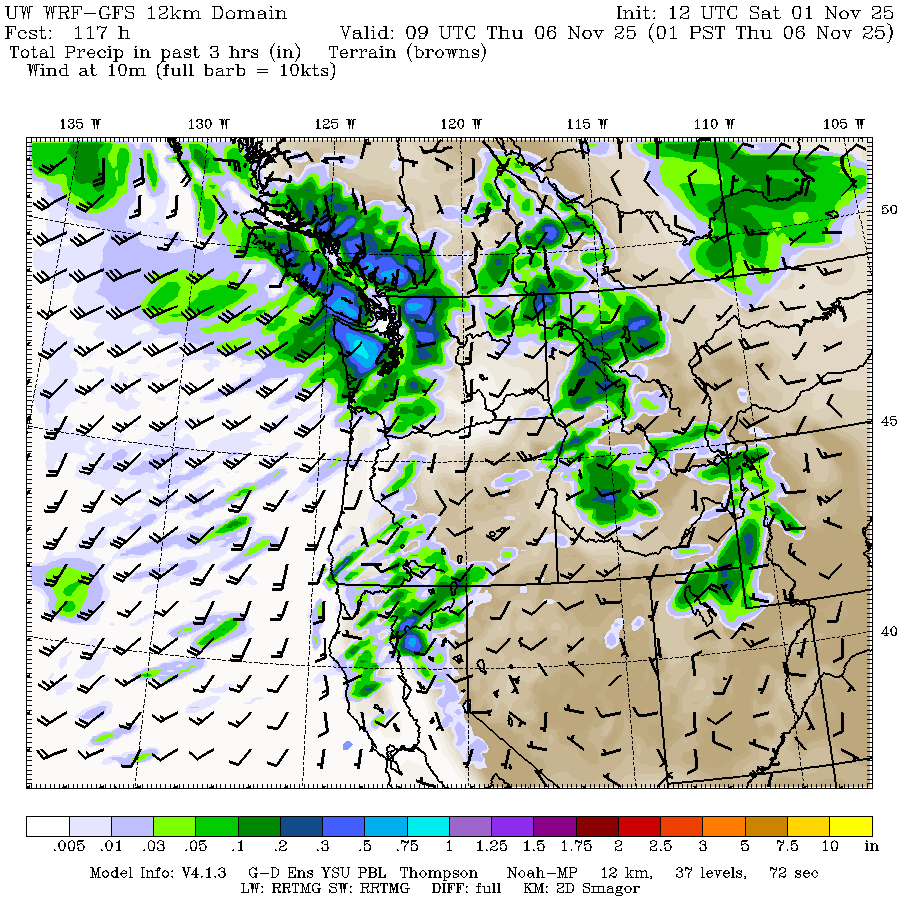 UW WRF-GFS 12km Domain Init: 12 UTC Sat 01 Nov 25
Fcst: 117 h Valid: 09 UTC Thu 06 Nov 25 (01 PST Thu 06 Nov 25)
Total Precip in past 3 hrs (in) Terrain (browns)
Wind at 10m (full barb = 10kts)
135 W 130 W 125 W 120 W 115 W 110 W 105 W
50
45
40
.005 .01 .03 .05 .1 .2 .3 .5 .75 1 1.25 1.5 1.75 2 2.5 3 5 7.5 10 in
Model Info: V4.1.3 G-D Ens YSU PBL Thompson Noah-MP 12 km, 37 levels, 72 sec
LW: RRTMG SW: RRTMG DIFF: full KM: 2D Smagor